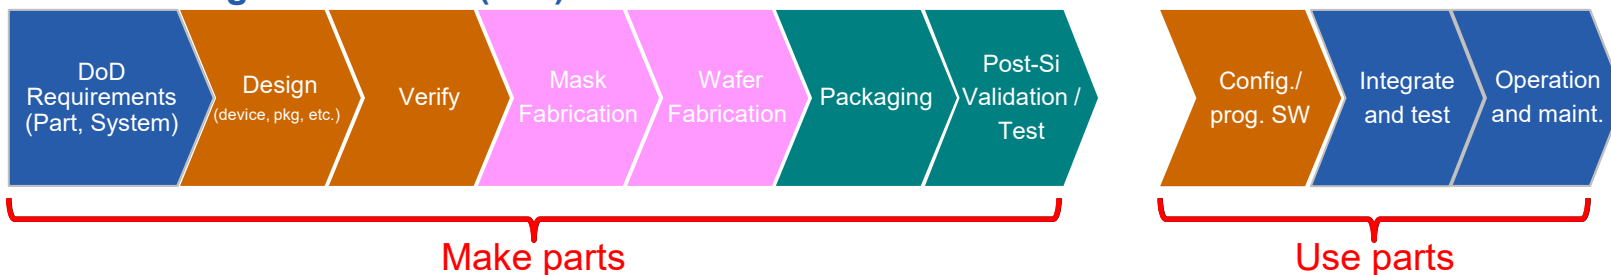 DoD
Requirements
(Part, System)
Design
(device, pkg, etc.)
Verify
Mask
Fabrication
Wafer
Fabrication
Packaging
Post-Si
Validation /
Test
Config./
prog. SW
Integrate
and test
Operation
and maint.
Make parts
Use parts